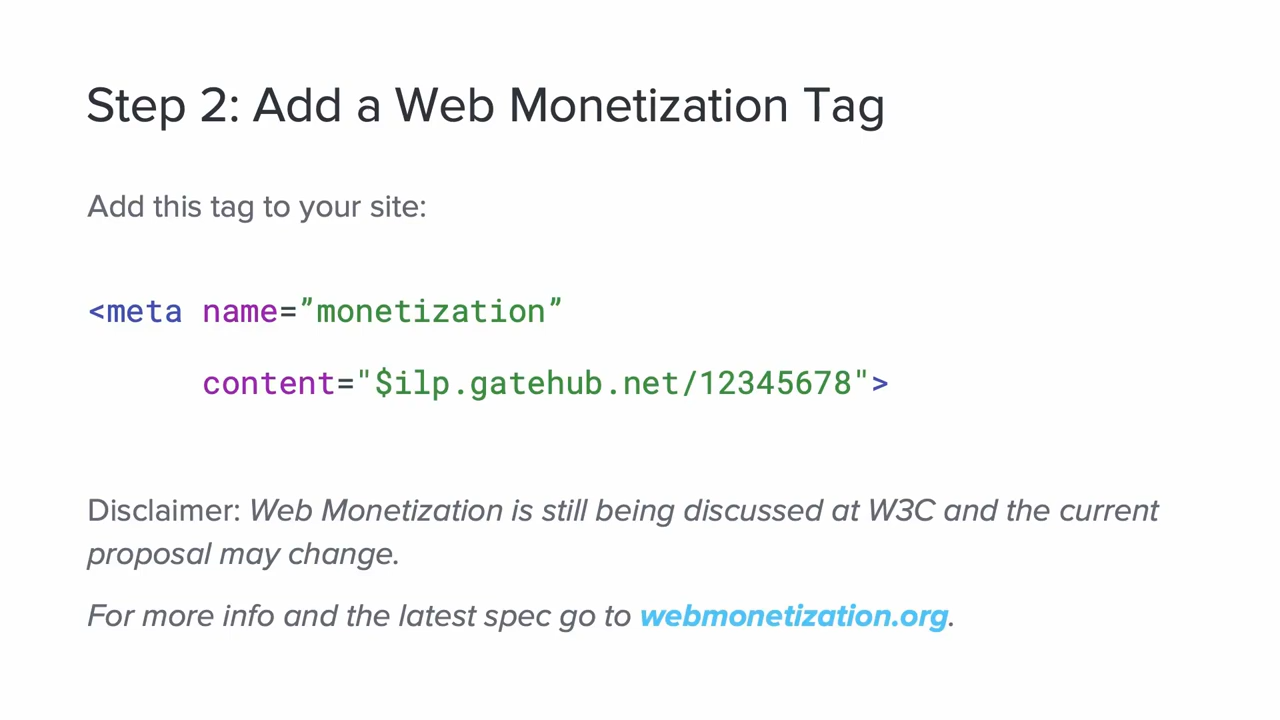 Step 2: Add a Web Monetization Tag
Add this tag to your site:
<meta name=”monetization”
content="$ilp.gatehub.net/12345678">
Disclaimer: Web Monetization is still being discussed at W3C and the current
proposal may change.
For more info and the latest spec go to webmonetization.org.